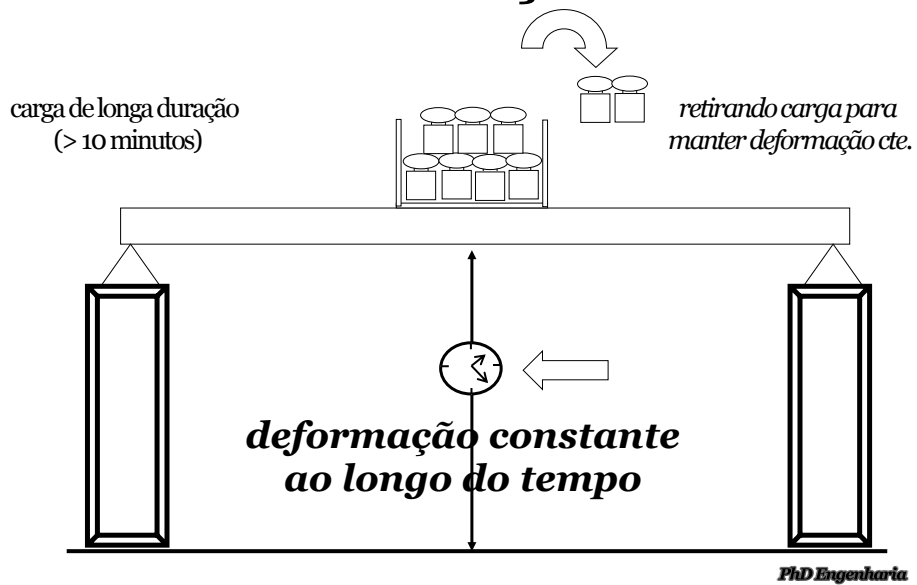 carga de longa duração
(> 10 minutos)
retirando carga para
manter deformação cte.
deformação constante
ao longo do tempo
PhD Engenharia